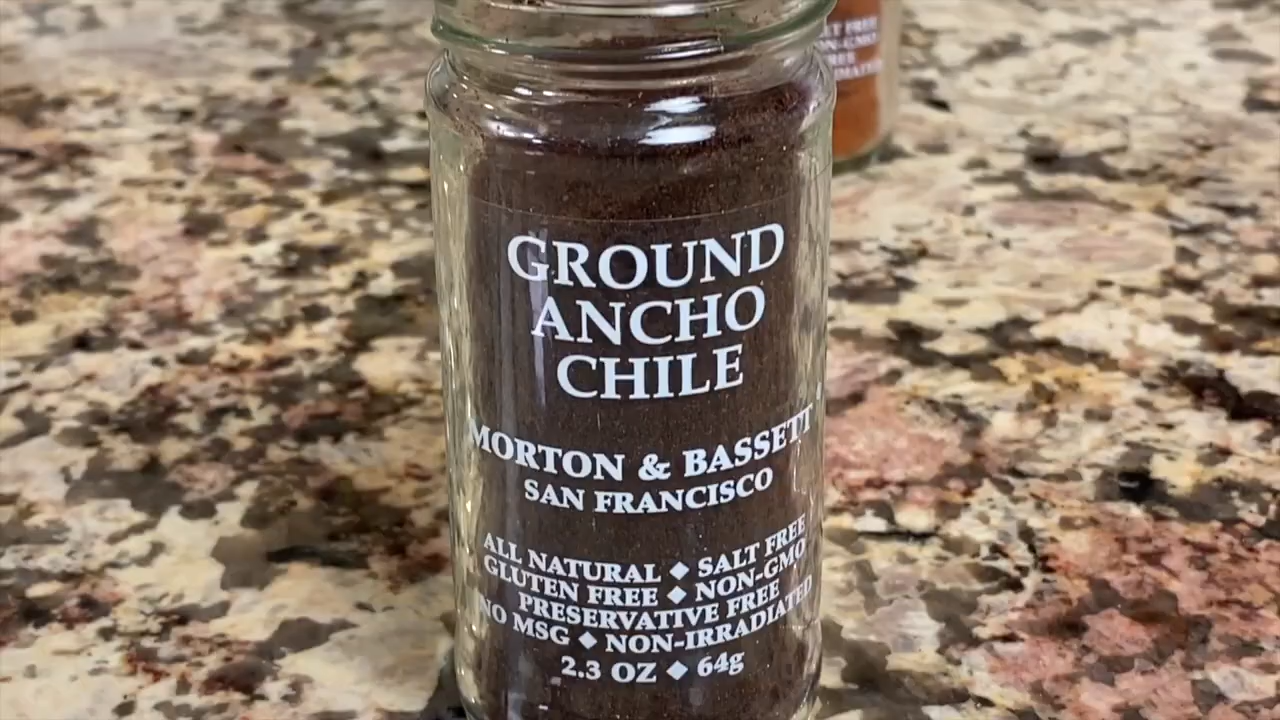 GROUND
ANCHO
CHILE
MORTON & BASSETT
SAN FRANCISCO
ALL NATURAL ◆ SALT FREE
GLUTEN FREE ◆ NON-GMO
PRESERVATIVE FREE
NO MSG ◆ NON-IRRADIATED
2.3 OZ ◆ 64g